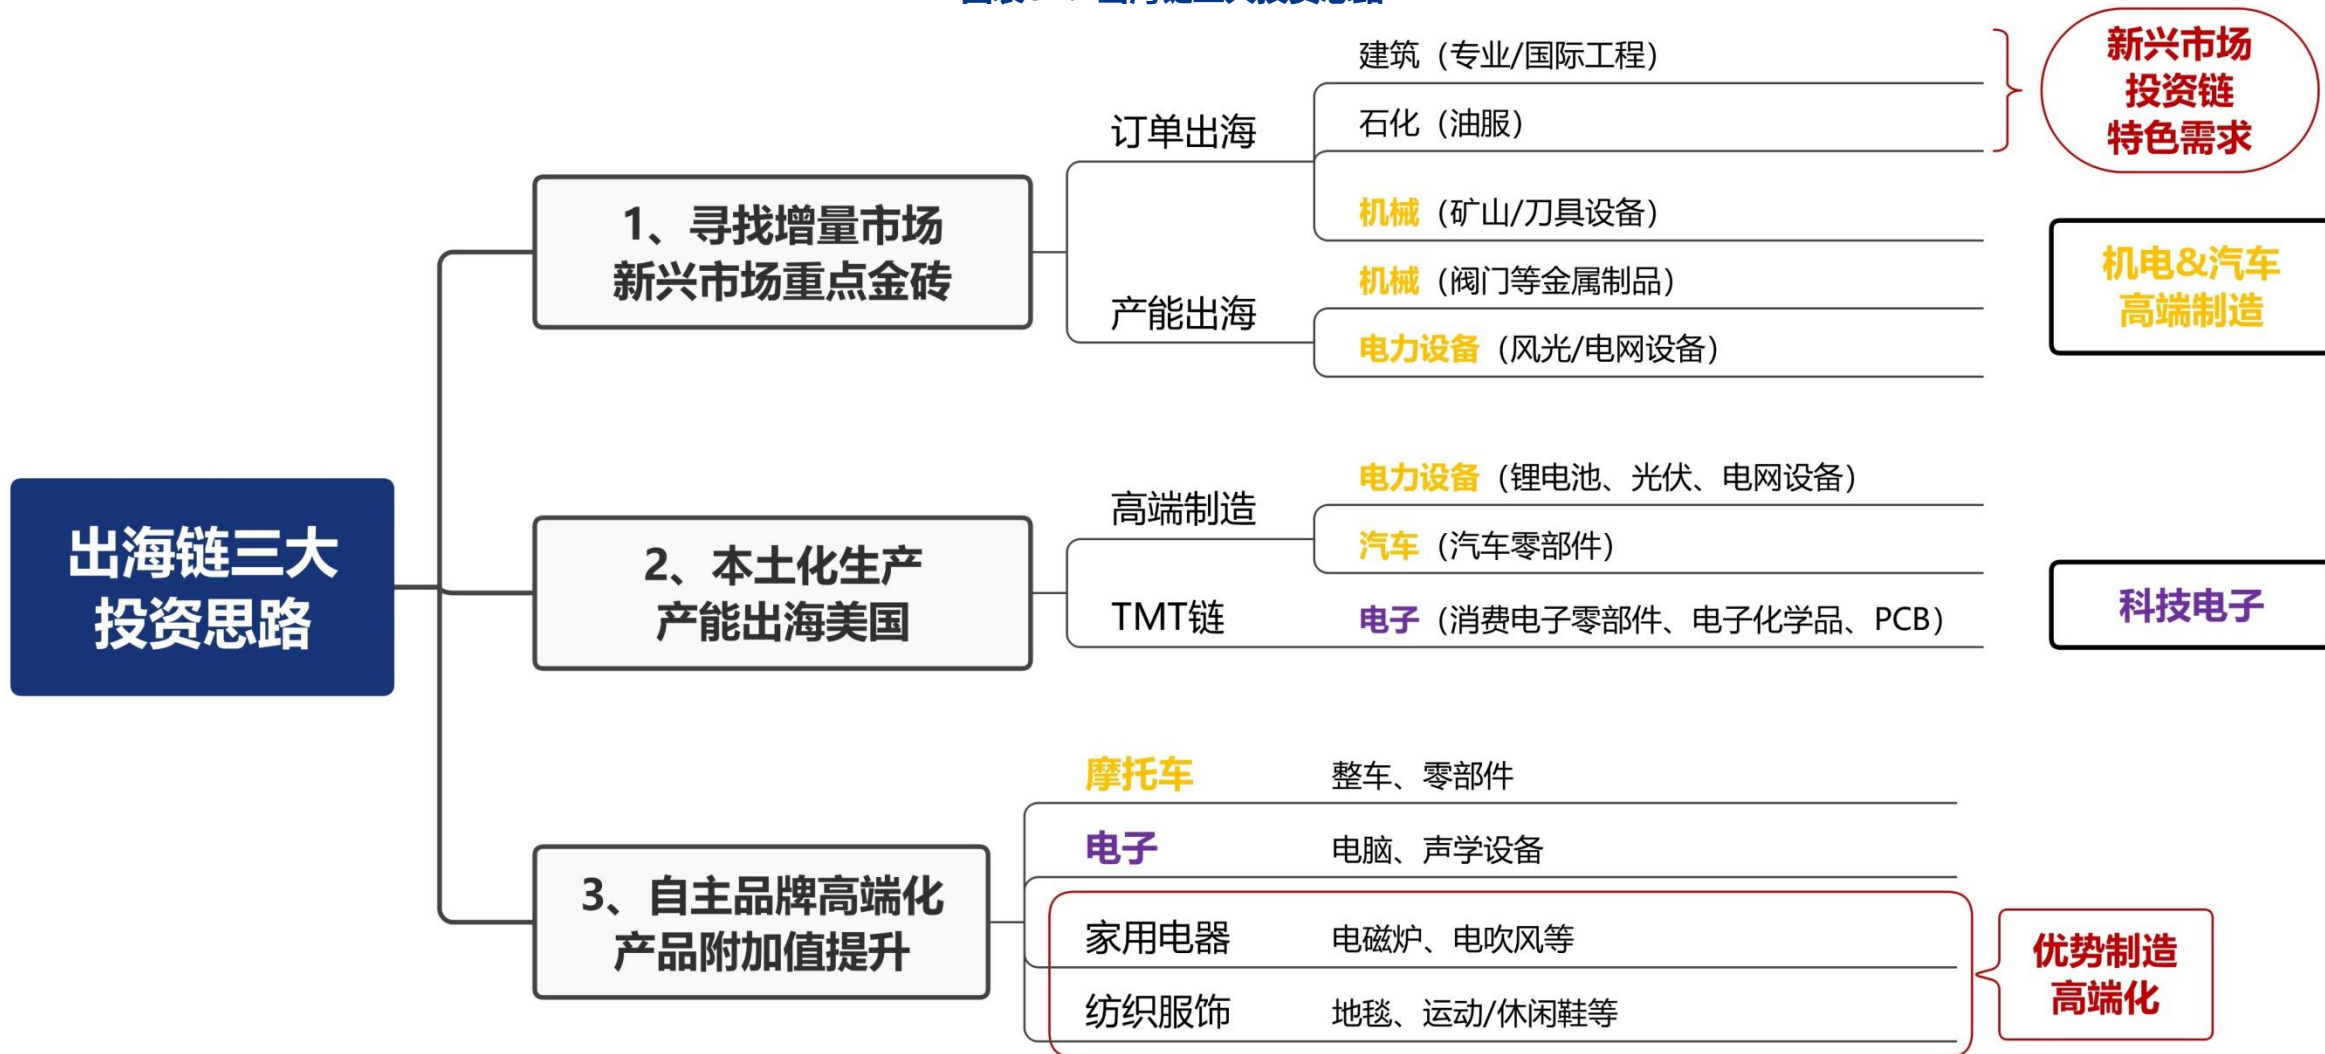 出海链三大
投资思路
1、寻找增量市场
新兴市场重点金砖
订单出海
建筑（专业/国际工程）
石化（油服）
机械（矿山/刀具设备）
产能出海
机械（阀门等金属制品）
电力设备（风光/电网设备）
新兴市场
投资链
特色需求
机电&汽车
高端制造
2、本土化生产
产能出海美国
高端制造
电力设备（锂电池、光伏、电网设备）
汽车（汽车零部件）
TMT链
电子（消费电子零部件、电子化学品、PCB）
科技电子
3、自主品牌高端化
产品附加值提升
摩托车 整车、零部件
电子 电脑、声学设备
家用电器 电磁炉、电吹风等
纺织服饰 地毯、运动/休闲鞋等
优势制造
高端化